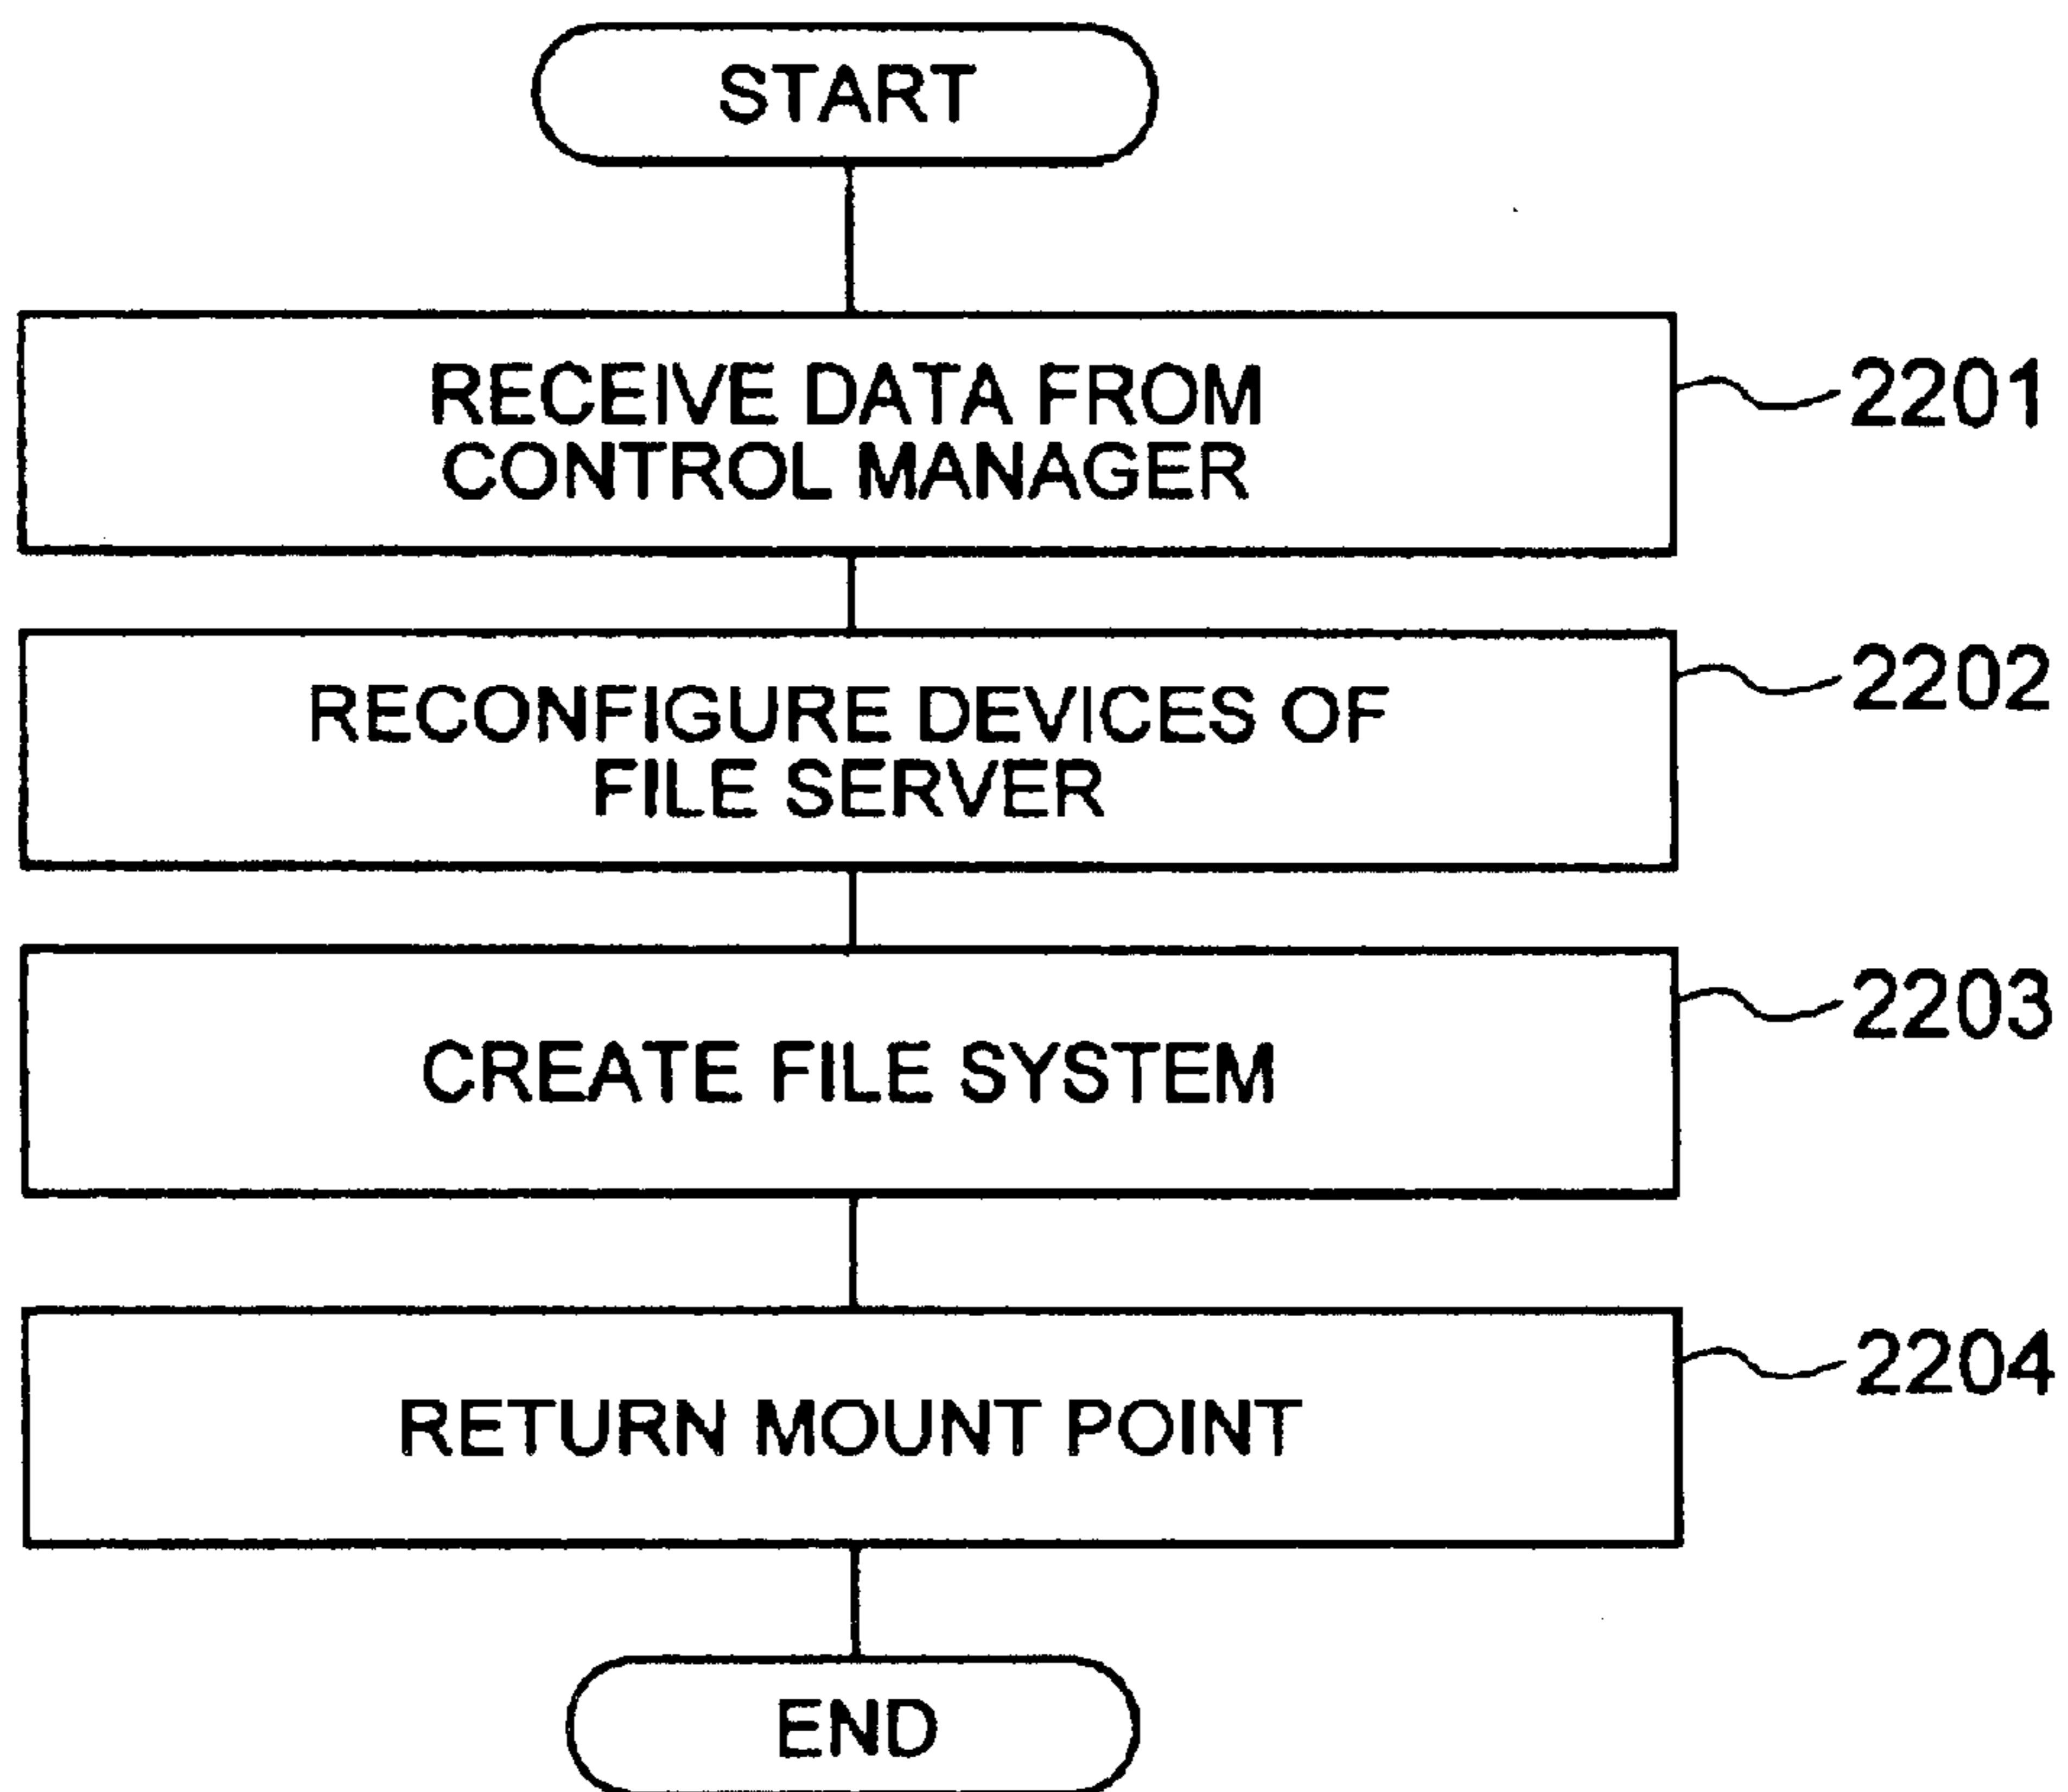 START
RECEIVE DATA FROM
CONTROL MANAGER
2201
RECONFIGURE DEVICES OF
FILE SERVER
2202
CREATE FILE SYSTEM
2203
RETURN MOUNT POINT
2204
END